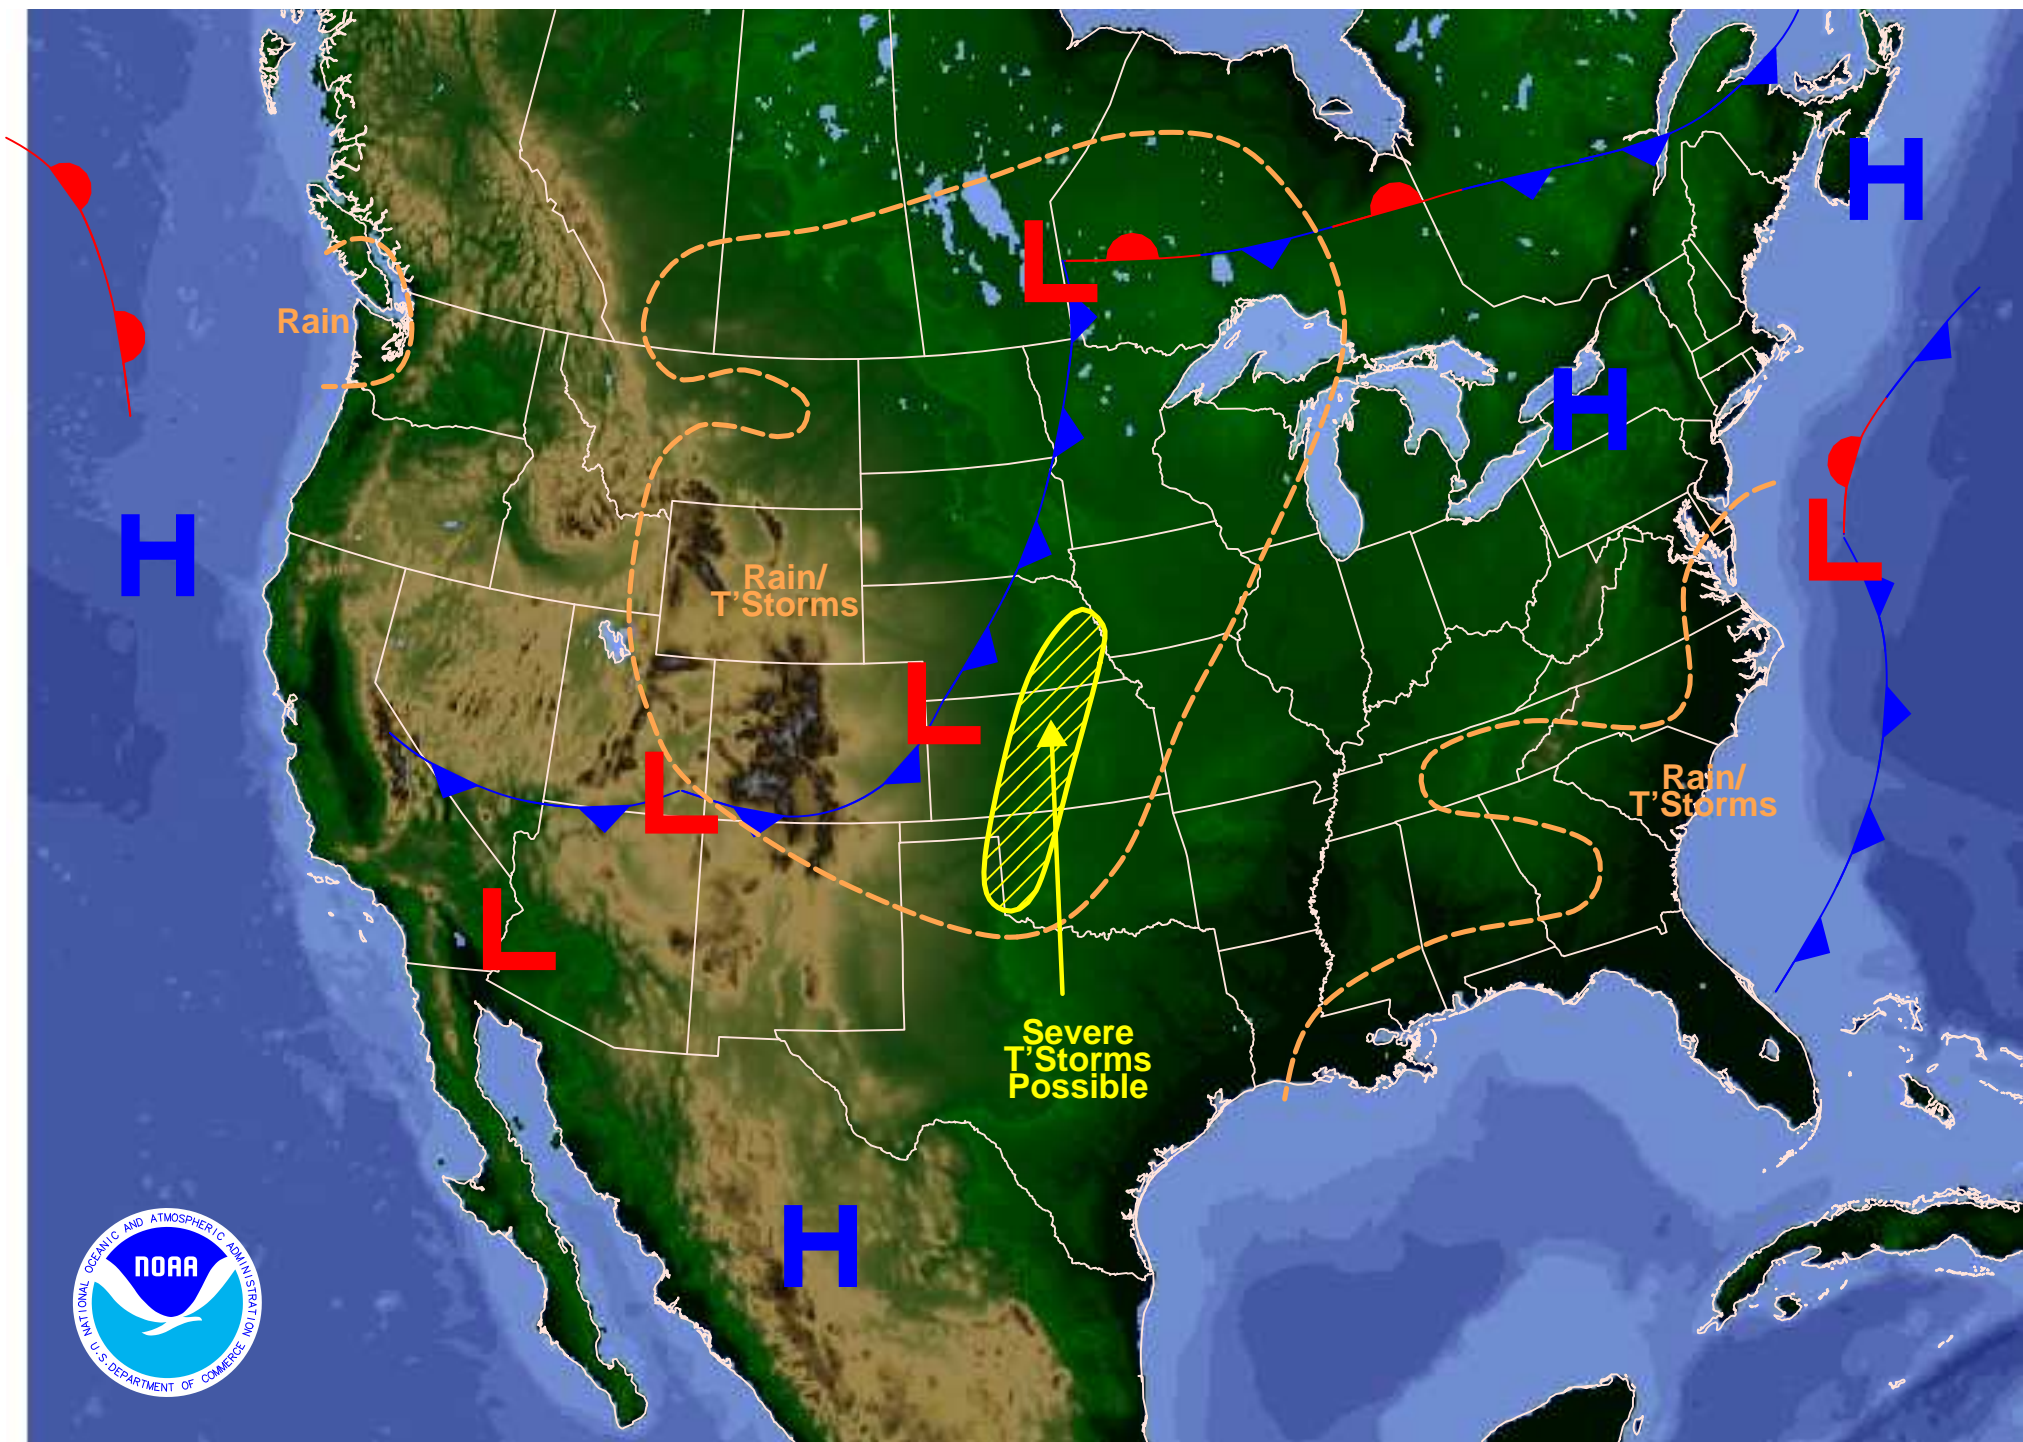 H
L
Rain
H
H
L
Rain/
T'Storms
H
L
L
Rain/
T'Storms
L
Severe
T'Storms
Possible
H
NATIONAL OCEANIC AND ATMOSPHERIC ADMINISTRATION
NOAA
U.S. DEPARTMENT OF COMMERCE